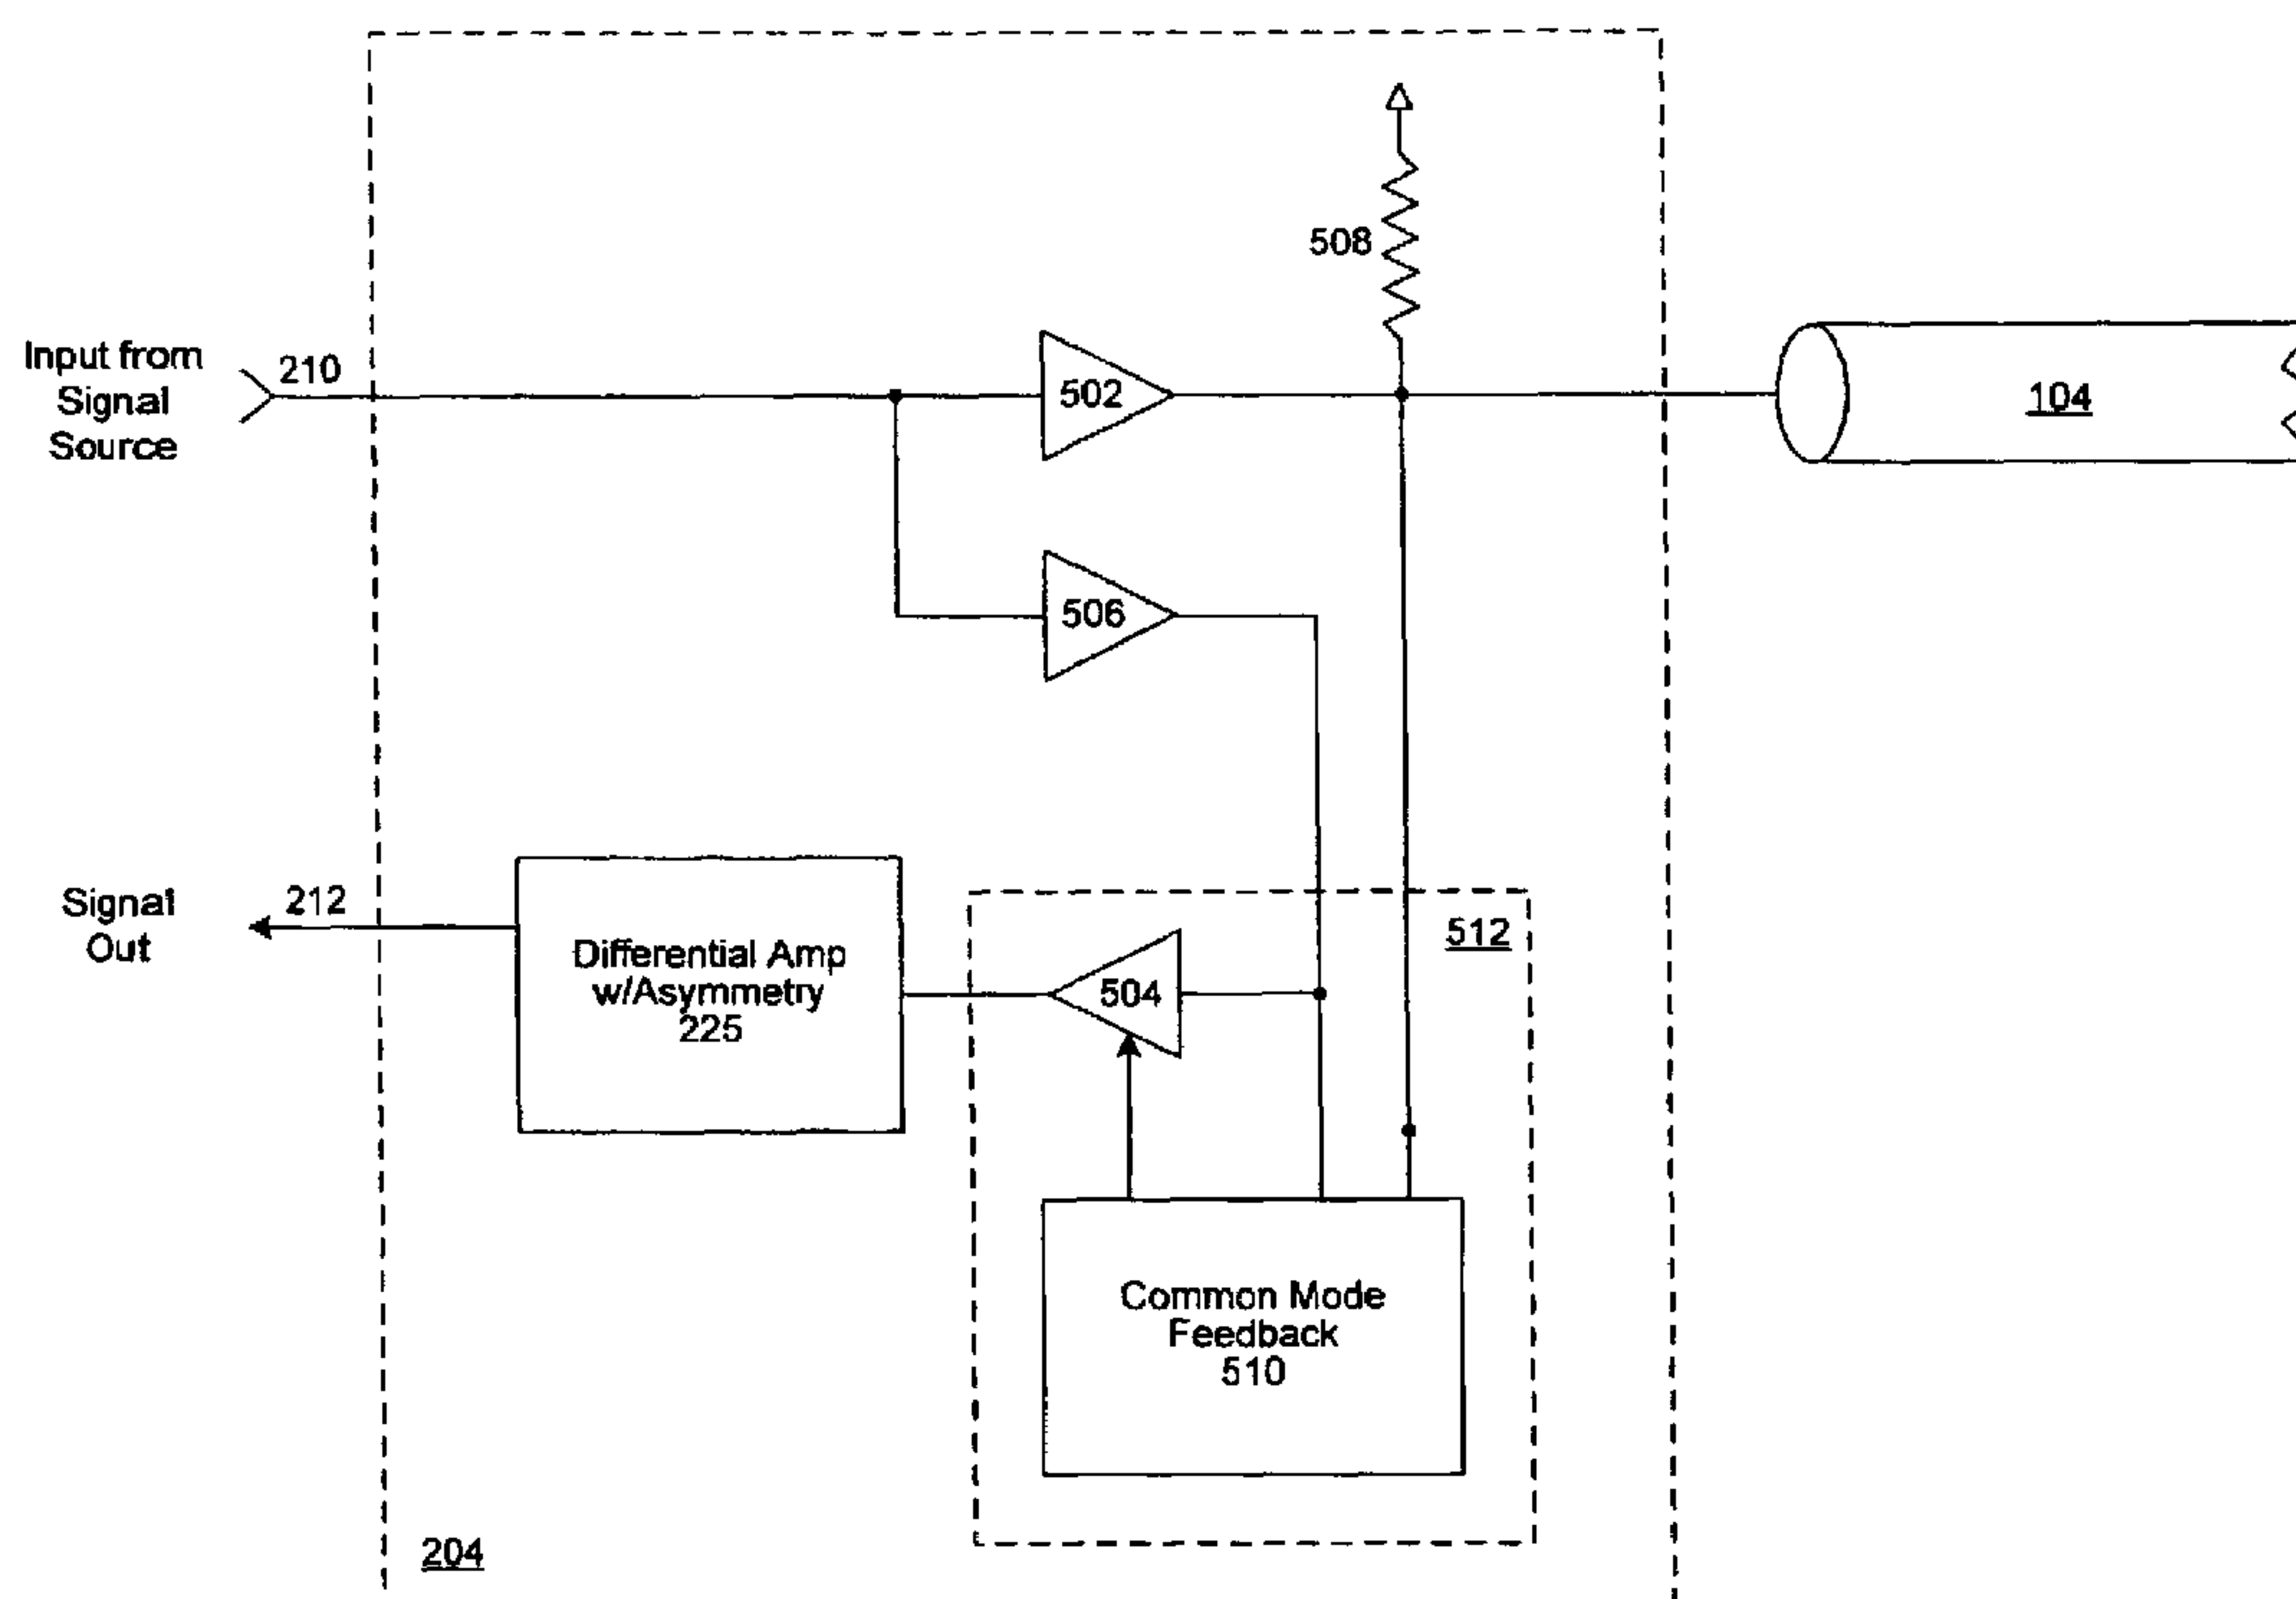 508
Input from
Signal
Source
210
502
104
506
Signal
Out
212
Differential Amp
w/Asymmetry
225
504
512
Common Mode
Feedback
510
204